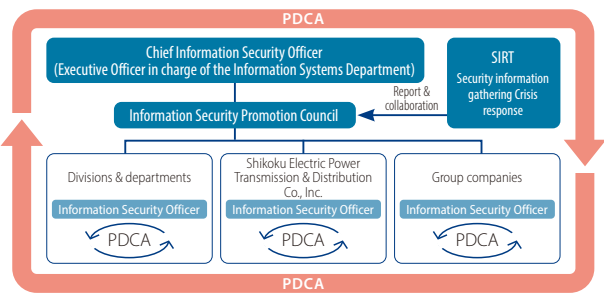 PDCA
Chief Information Security Officer
(Executive Officer in charge of the Information Systems Department)
SIRT
Security information
gathering Crisis
response
Report &
collaboration
Information Security Promotion Council
Divisions & departments
Information Security Officer
PDCA
Shikoku Electric Power
Transmission & Distribution
Co., Inc.
Information Security Officer
PDCA
Group companies
Information Security Officer
PDCA
PDCA